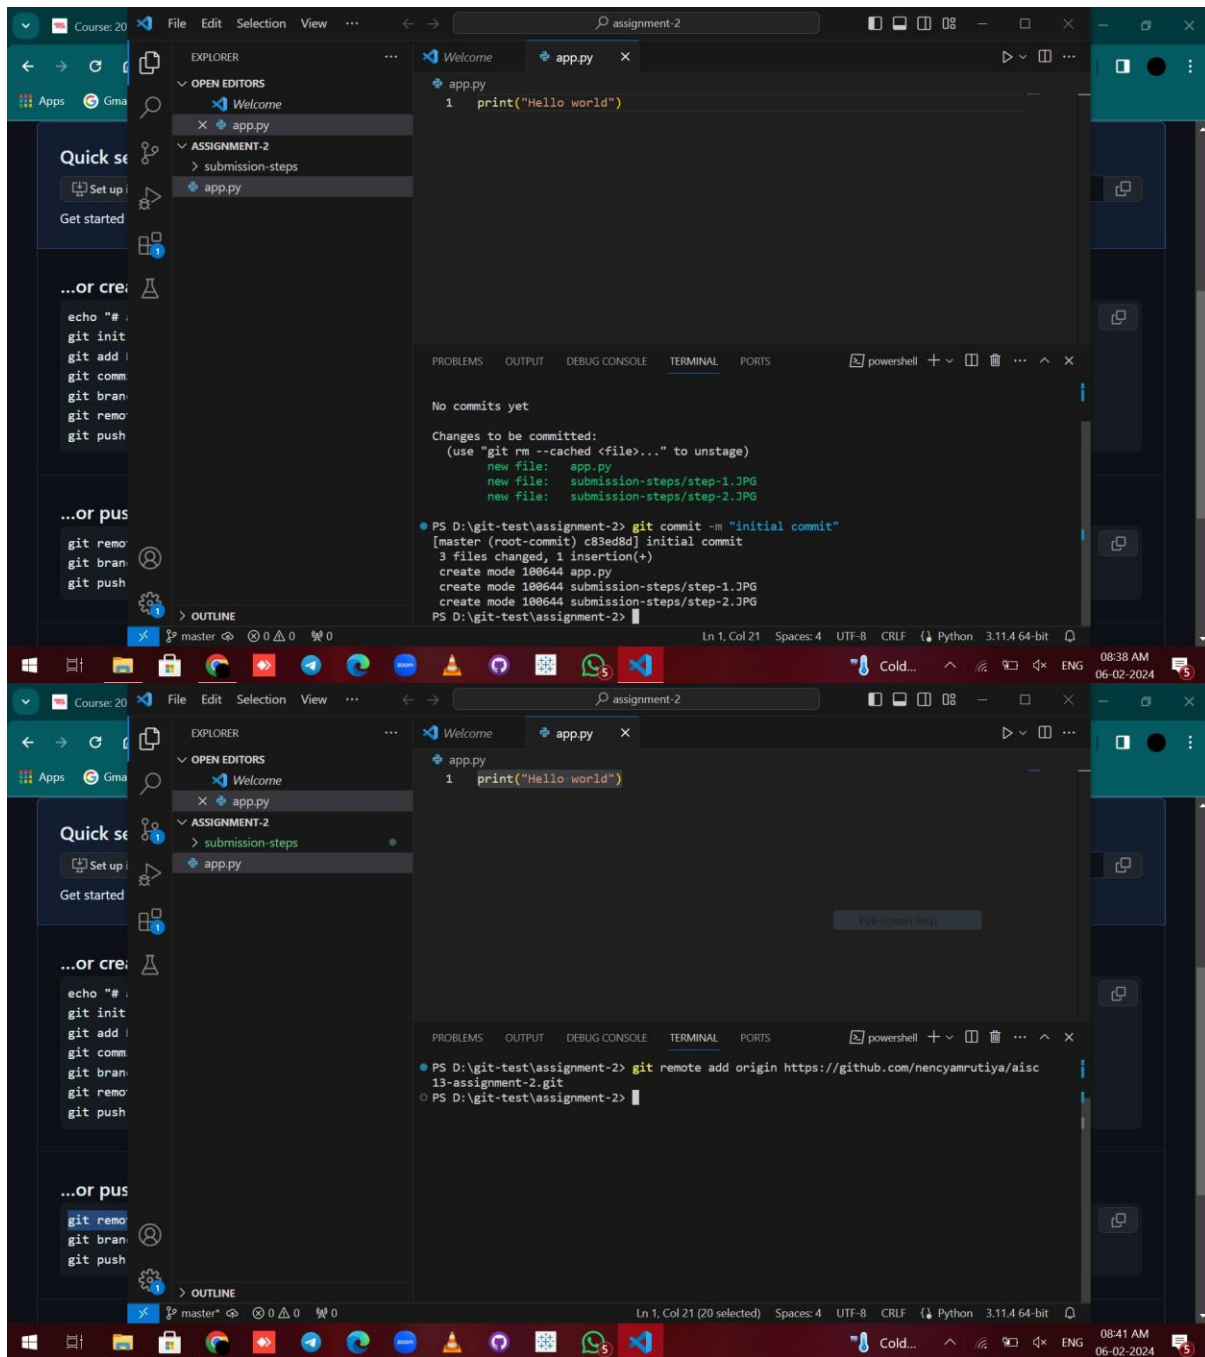 Course: 20
File Edit Selection View ... assignment-2
EXPLORER ... Welcome app.py
Apps Gma
OPEN EDITORS
Welcome
app.py
ASSIGNMENT-2
submission-steps
app.py
app.py
1 print("Hello world")
Quick se
Set up i
Get started
...or crea
echo "#
git init
git add
git comm
git bran
git remo
git push
...or pus
git remo
git bran
git push
PROBLEMS OUTPUT DEBUG CONSOLE TERMINAL PORTS powershell
No commits yet
Changes to be committed:
(use "git rm --cached <file>..." to unstage)
new file: app.py
new file: submission-steps/step-1.JPG
new file: submission-steps/step-2.JPG
PS D:\git-test\assignment-2> git commit -m "initial commit"
[master (root-commit) c83ed8d] initial commit
3 files changed, 1 insertion(+)
create mode 100644 app.py
create mode 100644 submission-steps/step-1.JPG
create mode 100644 submission-steps/step-2.JPG
PS D:\git-test\assignment-2>
OUTLINE
master 0 0 0 Ln 1, Col 21 Spaces: 4 UTF-8 CRLF Python 3.11.4 64-bit
zoom 5 Cold... ENG 08:38 AM
06-02-2024 5
Course: 20
File Edit Selection View ... assignment-2
EXPLORER ... Welcome app.py
Apps Gma
OPEN EDITORS
Welcome
app.py
ASSIGNMENT-2
submission-steps
app.py
app.py
1 print("Hello world")
Full-screen Snip
Quick se
Set up i
Get started
...or crea
echo "#
git init
git add
git comm
git bran
git remo
git push
...or pus
git remo
git bran
git push
PROBLEMS OUTPUT DEBUG CONSOLE TERMINAL PORTS powershell
PS D:\git-test\assignment-2> git remote add origin https://github.com/nencyamrutiya/aisc
13-assignment-2.git
PS D:\git-test\assignment-2>
OUTLINE
master* 0 0 0 Ln 1, Col 21 (20 selected) Spaces: 4 UTF-8 CRLF Python 3.11.4 64-bit
zoom 5 Cold... ENG 08:41 AM
06-02-2024 5